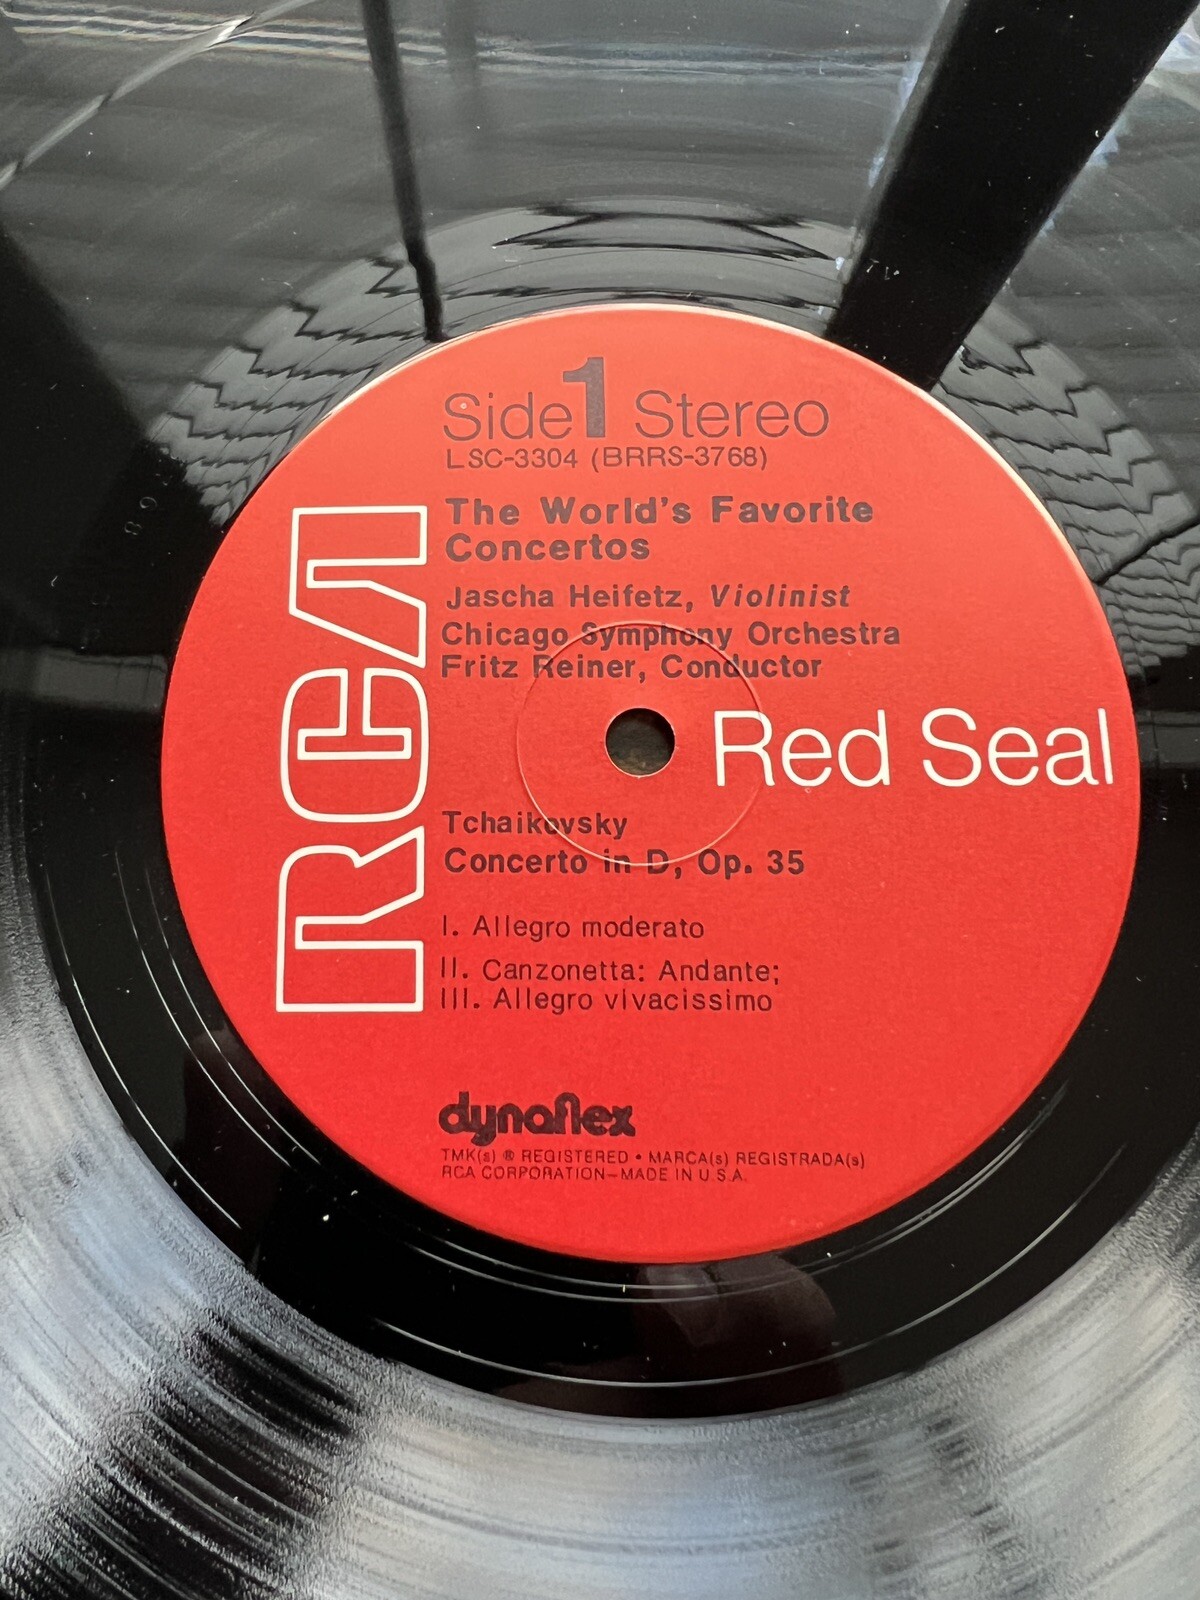 Side 1 Stereo
LSC-3304 (BRRS-3768)
The World's Favorite
Concertos
Jascha Heifetz, Violinist
Chicago Symphony Orchestra
Fritz Reiner, Conductor
RCA
Red Seal
Tchaikovsky
Concerto in D, Op. 35
I. Allegro moderato
II. Canzonetta: Andante;
III. Allegro vivacissimo
dynaflex
TMK(s) ® REGISTERED • MARCA(s) REGISTRADA(s)
RCA CORPORATION–MADE IN U.S.A.